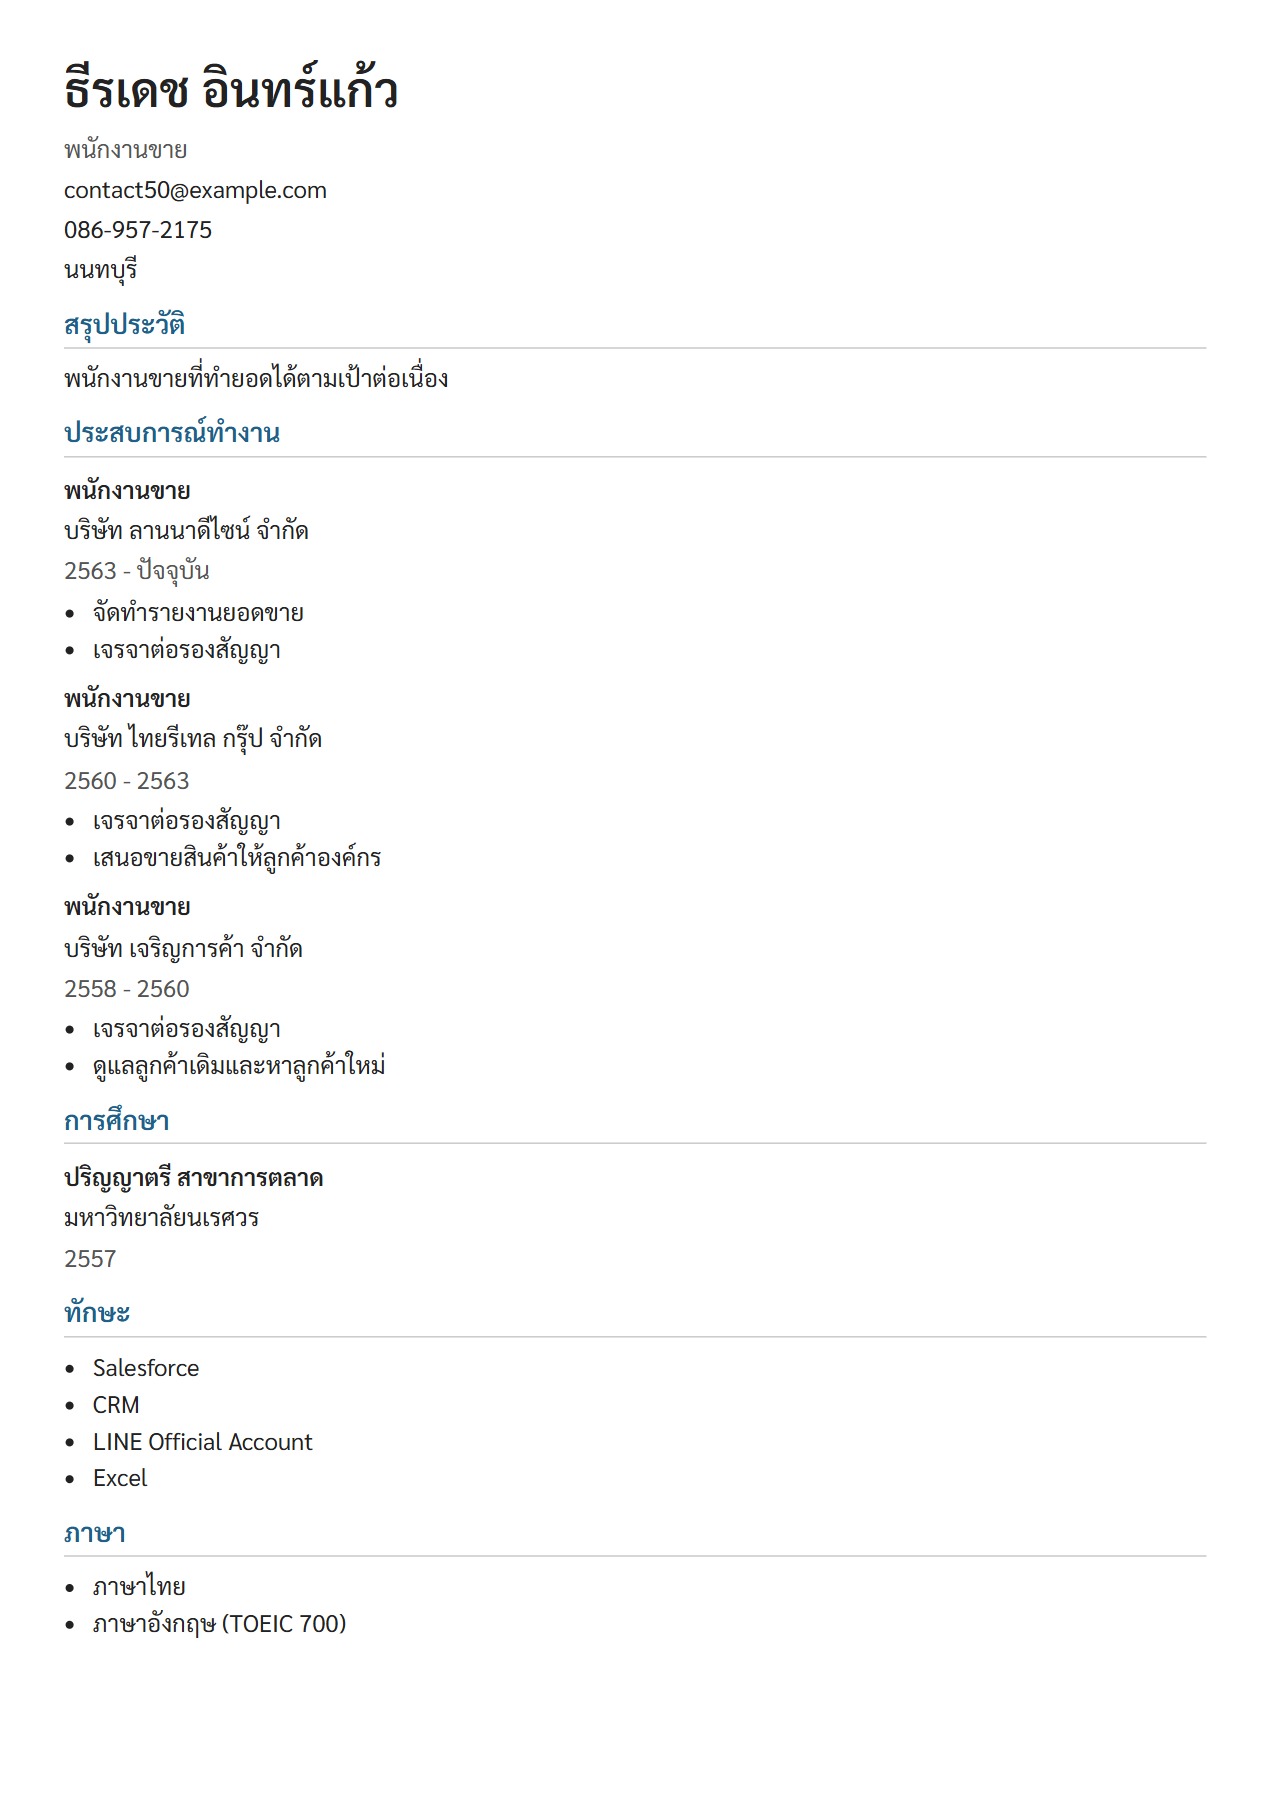 ธีรเดช อินทร์แก้ว
พนักงานขาย
contact50@example.com
086-957-2175
นนทบุรี
สรุปประวัติ
พนักงานขายที่ทำยอดได้ตามเป้าต่อเนื่อง
ประสบการณ์ทำงาน
พนักงานขาย
บริษัท ลานนาดีไซน์ จำกัด
2563 - ปัจจุบัน
• จัดทำรายงานยอดขาย
• เจรจาต่อรองสัญญา
พนักงานขาย
บริษัท ไทยรีเทล กรุ๊ป จำกัด
2560 - 2563
• เจรจาต่อรองสัญญา
• เสนอขายสินค้าให้ลูกค้าองค์กร
พนักงานขาย
บริษัท เจริญการค้า จำกัด
2558 - 2560
• เจรจาต่อรองสัญญา
• ดูแลลูกค้าเดิมและหาลูกค้าใหม่
การศึกษา
ปริญญาตรี สาขาการตลาด
มหาวิทยาลัยนเรศวร
2557
ทักษะ
• Salesforce
• CRM
• LINE Official Account
• Excel
ภาษา
• ภาษาไทย
• ภาษาอังกฤษ (TOEIC 700)